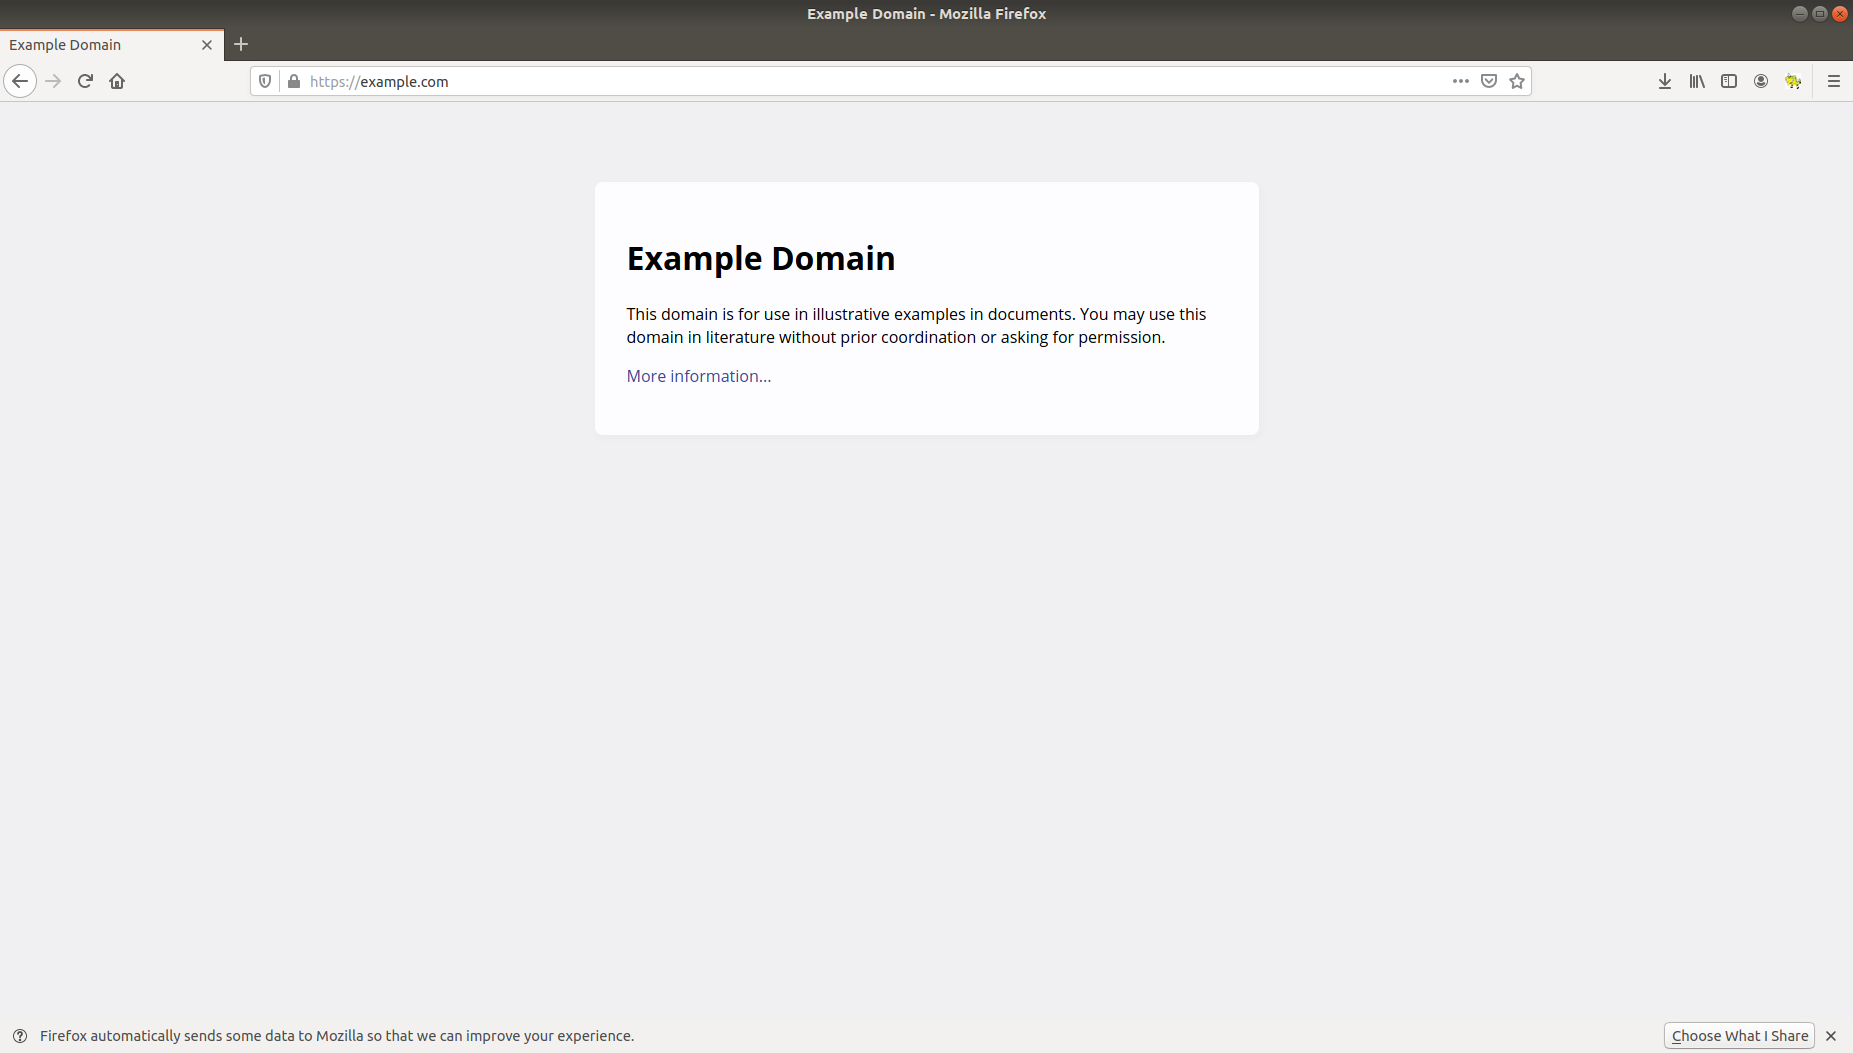 Example Domain - Mozilla Firefox
Example Domain
https://example.com
Example Domain
This domain is for use in illustrative examples in documents. You may use this
domain in literature without prior coordination or asking for permission.
More information...
Firefox automatically sends some data to Mozilla so that we can improve your experience.
Choose What I Share